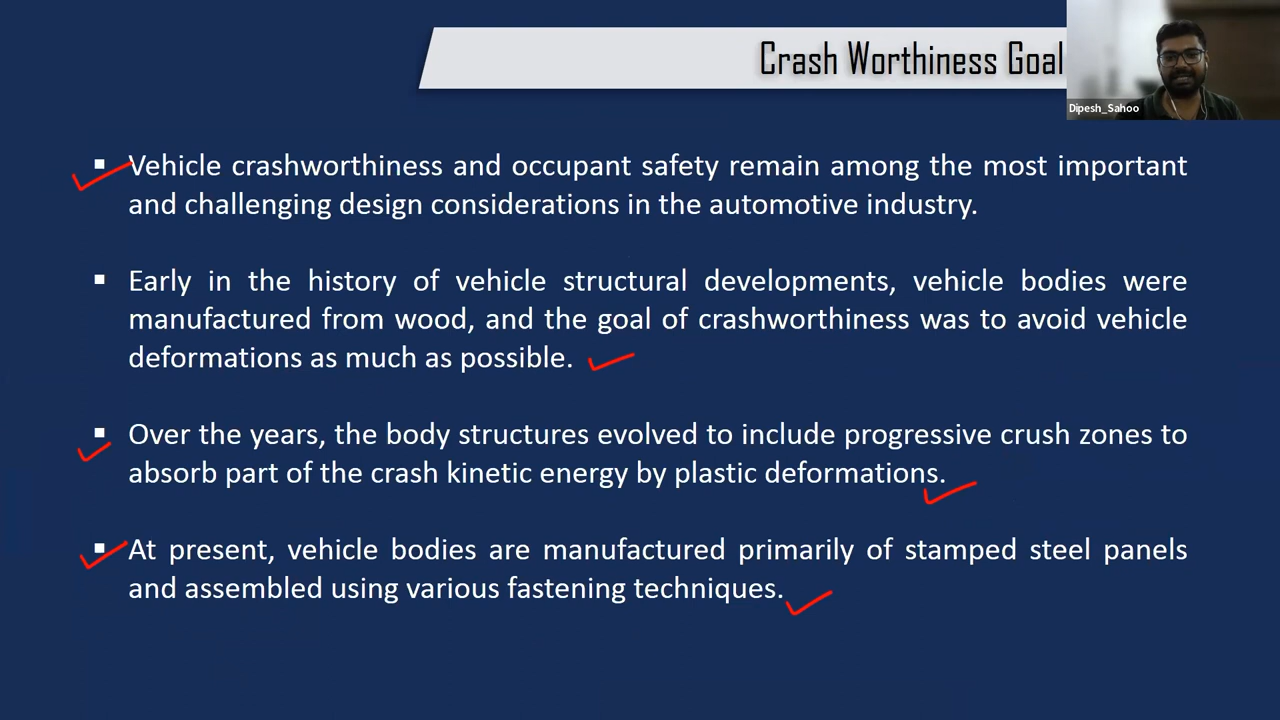 Crash Worthiness Goal
Dipesh_Sahoo
▪ Vehicle crashworthiness and occupant safety remain among the most important
and challenging design considerations in the automotive industry.
▪ Early in the history of vehicle structural developments, vehicle bodies were
manufactured from wood, and the goal of crashworthiness was to avoid vehicle
deformations as much as possible.
▪ Over the years, the body structures evolved to include progressive crush zones to
absorb part of the crash kinetic energy by plastic deformations.
▪ At present, vehicle bodies are manufactured primarily of stamped steel panels
and assembled using various fastening techniques.